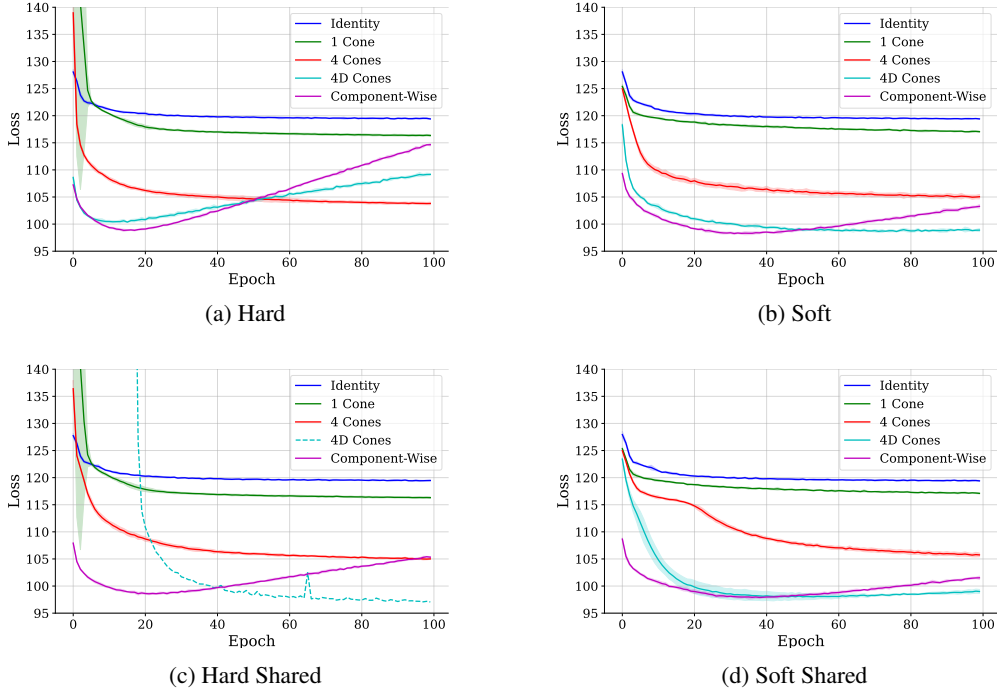 140
135
130
125
120
115
110
105
100
95
Loss
0
20
40
60
80
100
Epoch
Identity
1 Cone
4 Cones
4D Cones
Component-Wise
(a) Hard
140
135
130
125
120
115
110
105
100
95
Loss
0
20
40
60
80
100
Epoch
Identity
1 Cone
4 Cones
4D Cones
Component-Wise
(b) Soft
140
135
130
125
120
115
110
105
100
95
Loss
0
20
40
60
80
100
Epoch
Identity
1 Cone
4 Cones
4D Cones
Component-Wise
(c) Hard Shared
140
135
130
125
120
115
110
105
100
95
Loss
0
20
40
60
80
100
Epoch
Identity
1 Cone
4 Cones
4D Cones
Component-Wise
(d) Soft Shared